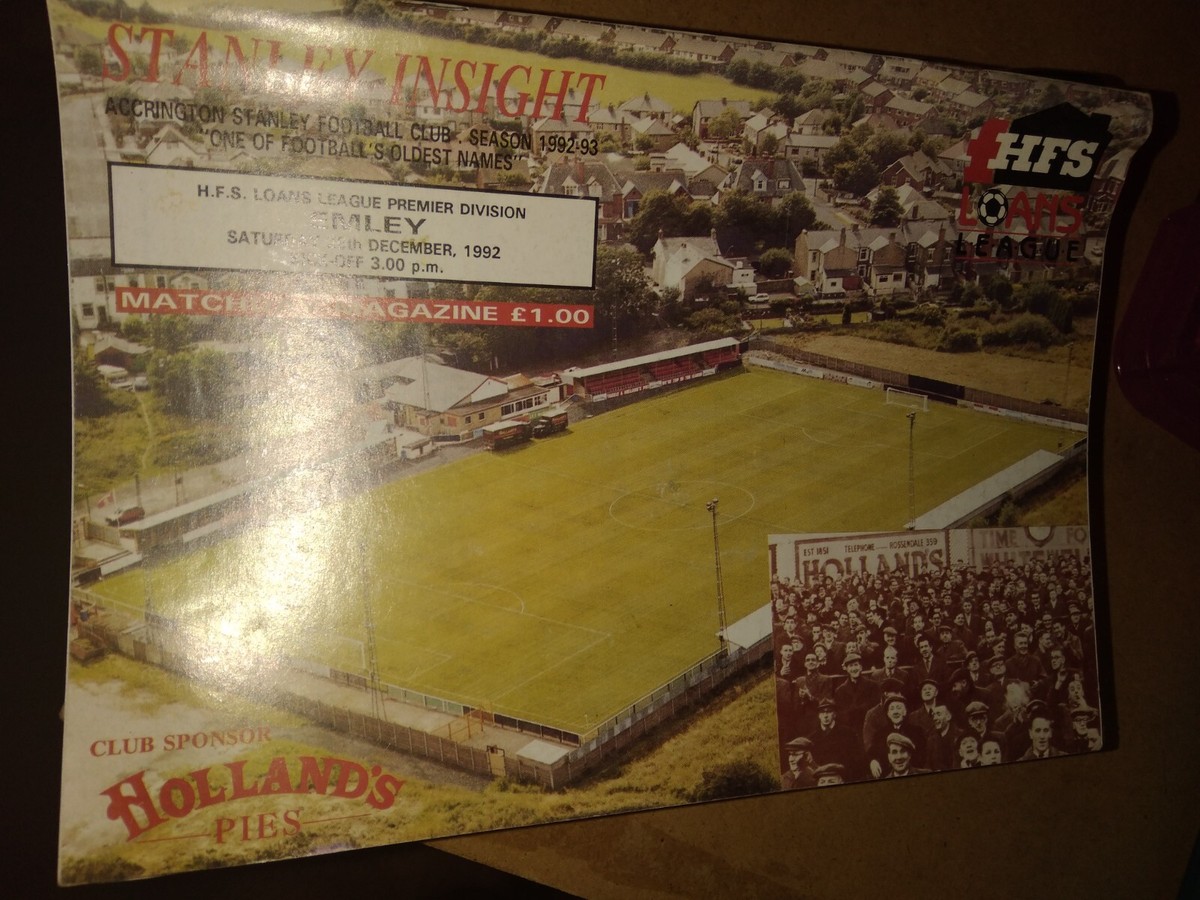 STANLEY INSIGHT
ACCRINGTON STANLEY FOOTBALL CLUB . SEASON 1992-93
"ONE OF FOOTBALL'S OLDEST NAMES"
H.F.S. LOANS LEAGUE PREMIER DIVISION
EMLEY
DECEMBER, 1992
3.00 p.m.
MAGAZINE £1.00
HFS
LOANS
LEAGUE
EST 1851 TELEPHONE ROSSENDALE 359
HOLLAND'S
TIME FO
CLUB SPONSOR
HOLLAND'S
PIES